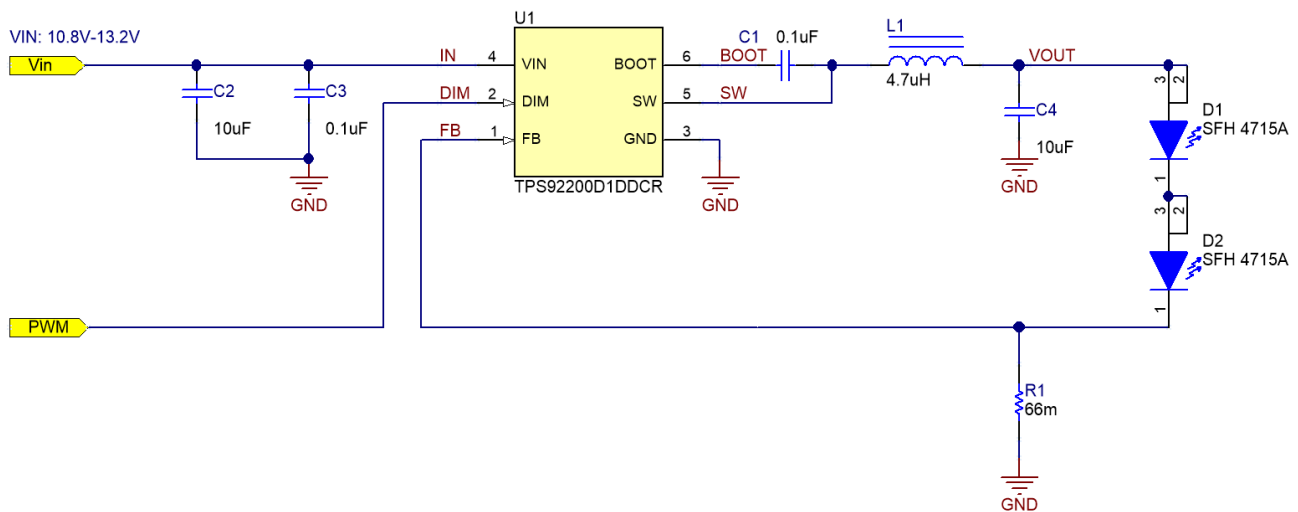 VIN: 10.8V-13.2V
Vin
C2
10uF
C3
0.1uF
GND
IN
DIM
FB
4
2
1
U1
VIN
DIM
FB
BOOT
SW
GND
TPS92200D1DDCR
6
5
3
BOOT
SW
GND
C1
0.1uF
L1
4.7uH
VOUT
C4
10uF
GND
3
2
D1
SFH 4715A
1
3
2
D2
SFH 4715A
1
PWM
R1
66m
GND